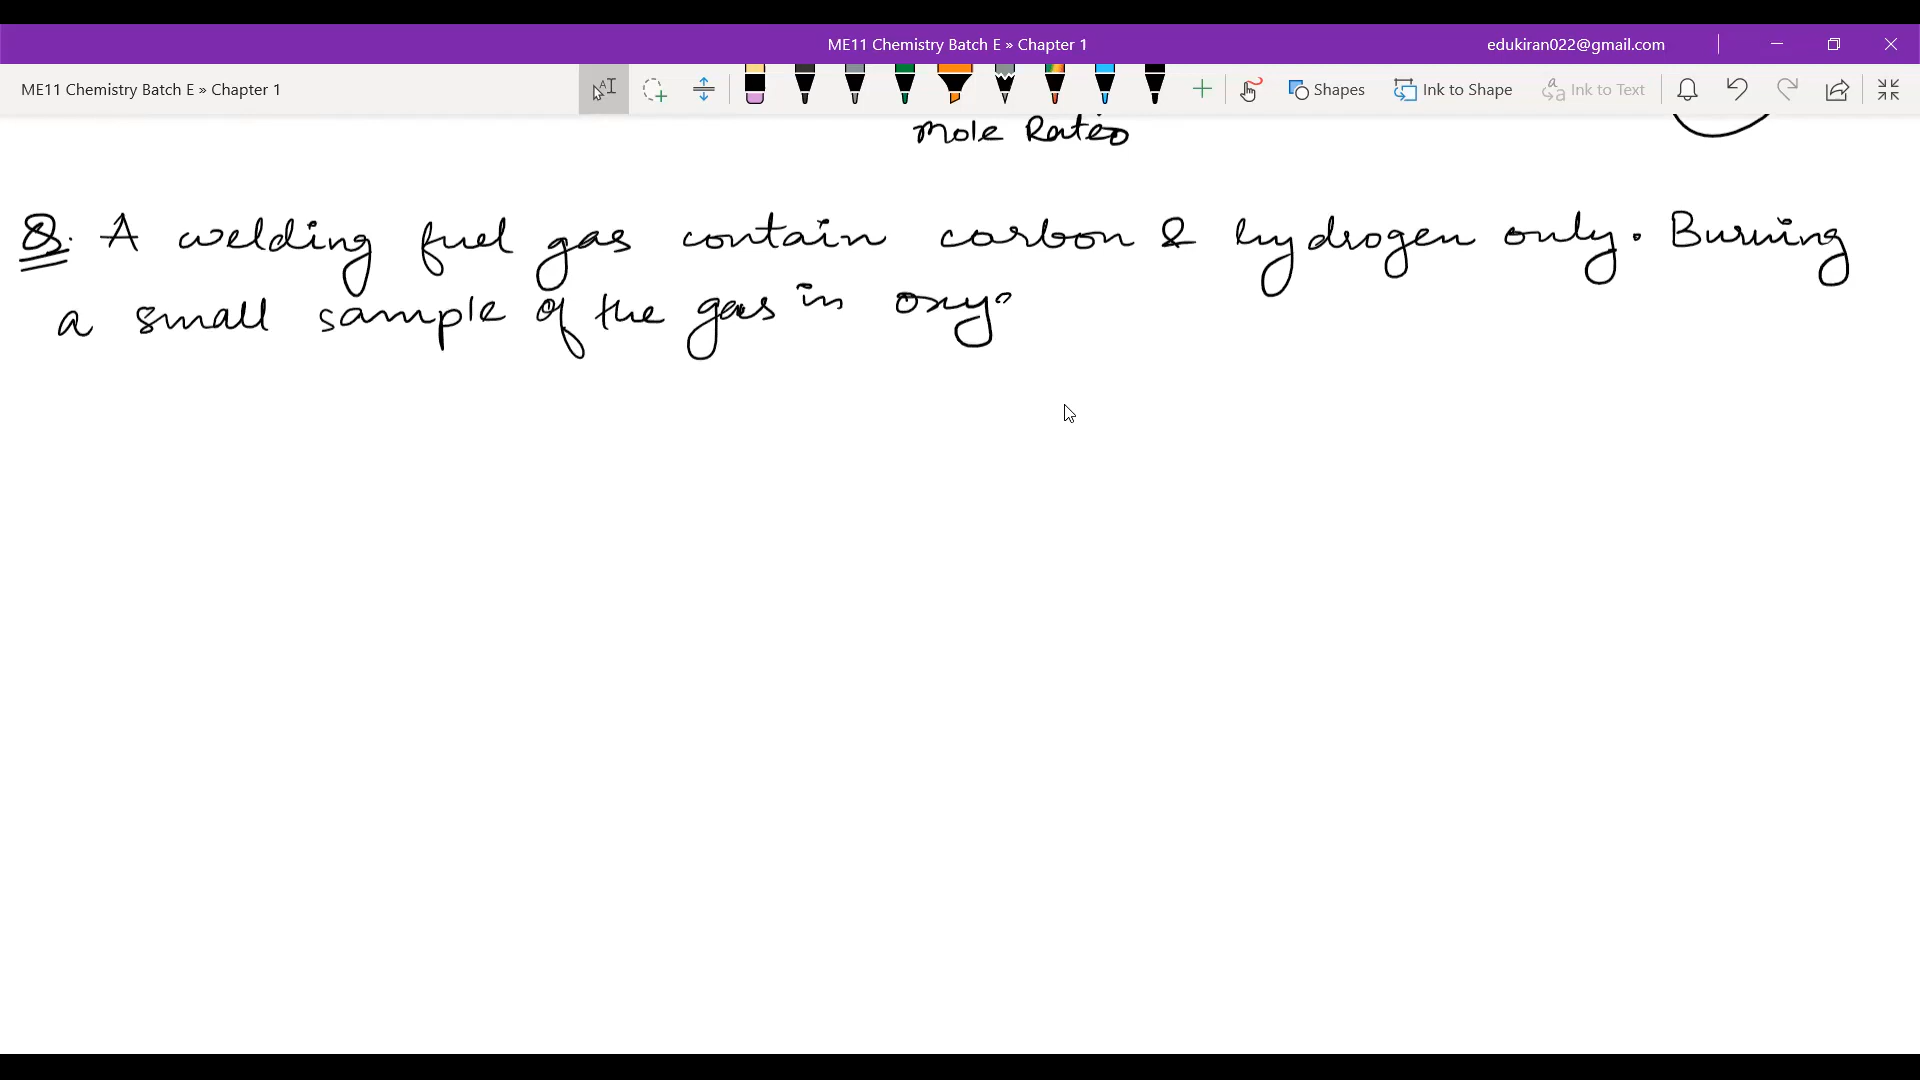 ME11 Chemistry Batch E » Chapter 1
edukiran022@gmail.com
ME11 Chemistry Batch E » Chapter 1
Shapes
Ink to Shape
Ink to Text
Mole Ratio
Q. A welding fuel gas contain carbon & hydrogen only. Burning
a small sample of the gas in oxyg